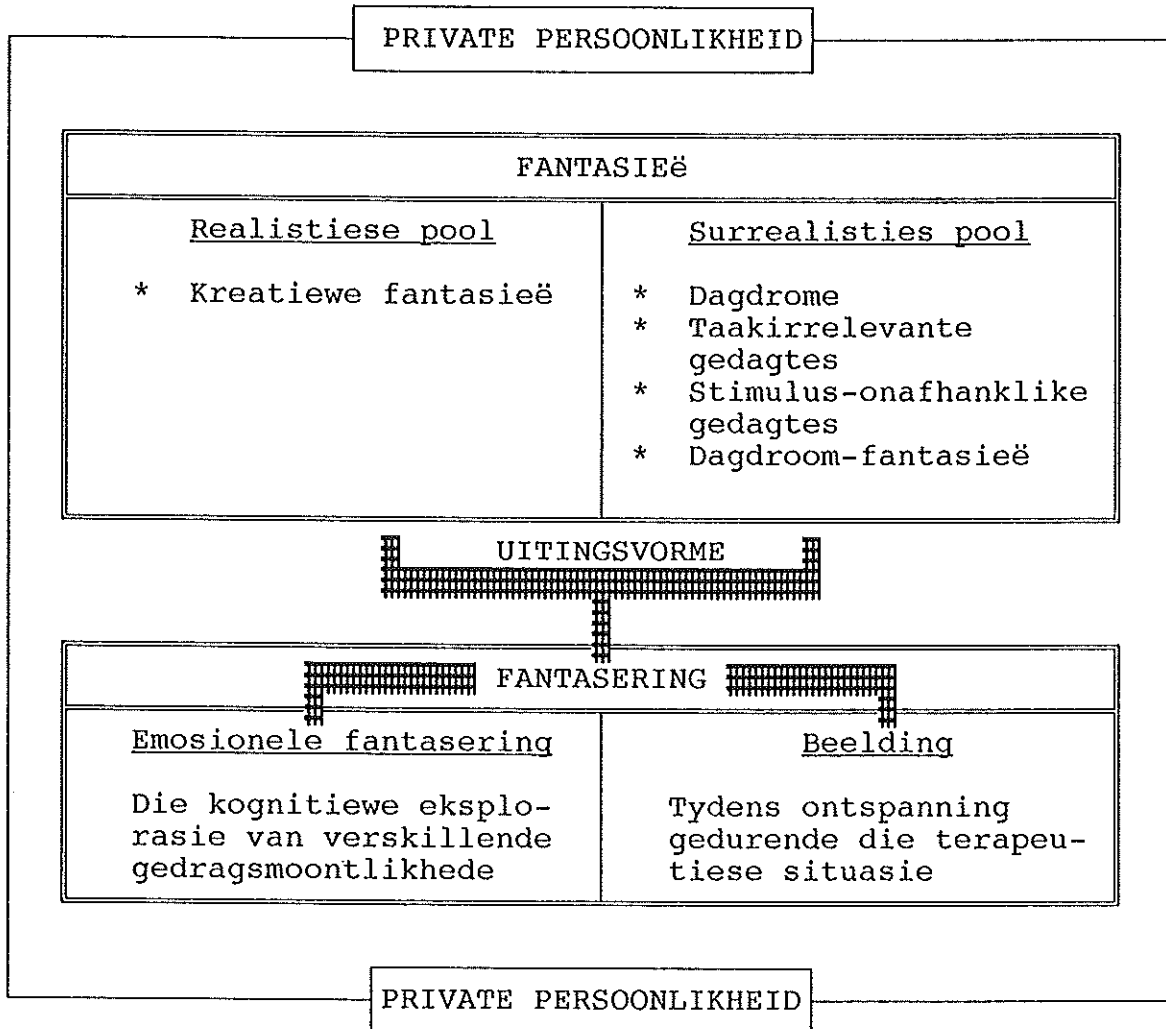 PRIVATE PERSOONLIKHEID
FANTASIEë
Realistiese pool
* Kreatiewe fantasieë
Surrealisties pool
* Dagdrome
* Taakirrelevante
gedagtes
* Stimulus-onafhanklike
gedagtes
* Dagdroom-fantasieë
UITINGSVORME
FANTASERING
Emosionele fantasering
Die kognitiewe eksplo-
rasie van verskillende
gedragsmoontlikhede
Beelding
Tydens ontspanning
gedurende die terapeu-
tiese situasie
PRIVATE PERSOONLIKHEID